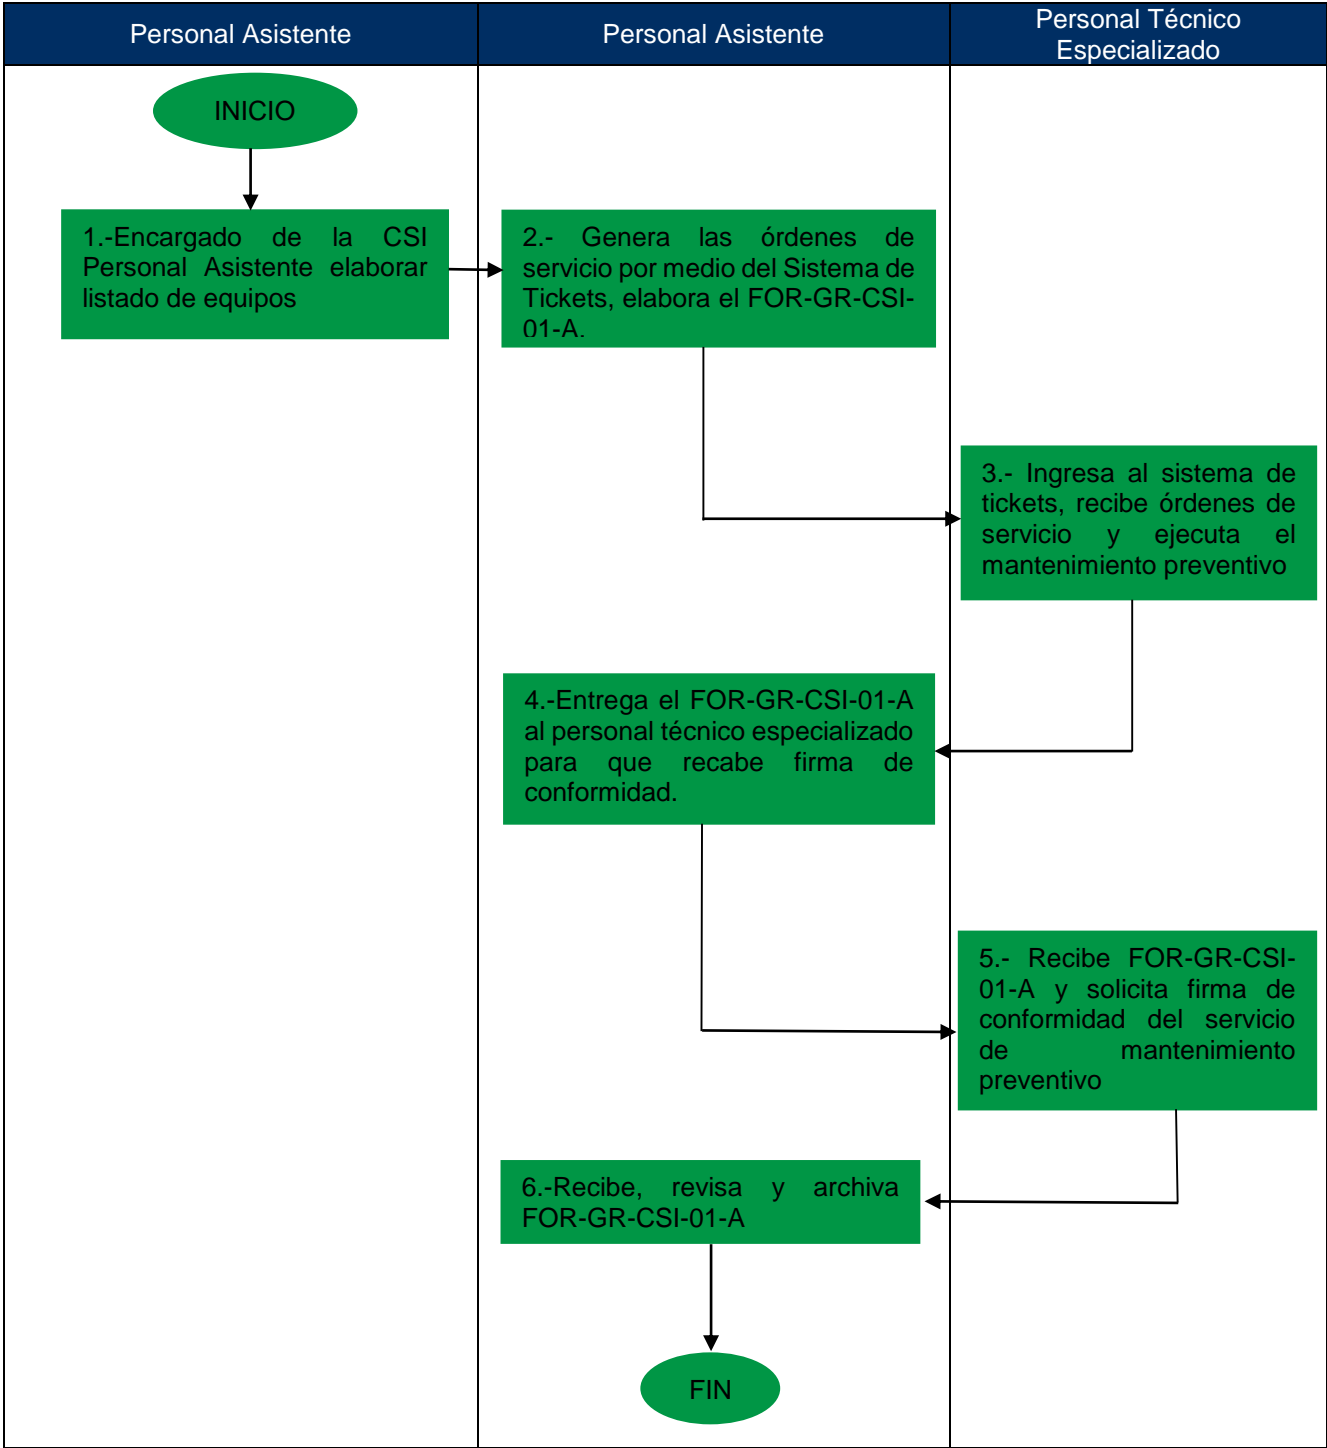 Personal Asistente
Personal Asistente
Personal Técnico
Especializado
INICIO
1.-Encargado de la CSI
Personal Asistente elaborar
listado de equipos
2.- Genera las órdenes de
servicio por medio del Sistema de
Tickets, elabora el FOR-GR-CSI-
01-A.
3.- Ingresa al sistema de
tickets, recibe órdenes de
servicio y ejecuta el
mantenimiento preventivo
4.-Entrega el FOR-GR-CSI-01-A
al personal técnico especializado
para que recabe firma de
conformidad.
5.- Recibe FOR-GR-CSI-
01-A y solicita firma de
conformidad del servicio
de mantenimiento
preventivo
6.-Recibe, revisa y archiva
FOR-GR-CSI-01-A
FIN